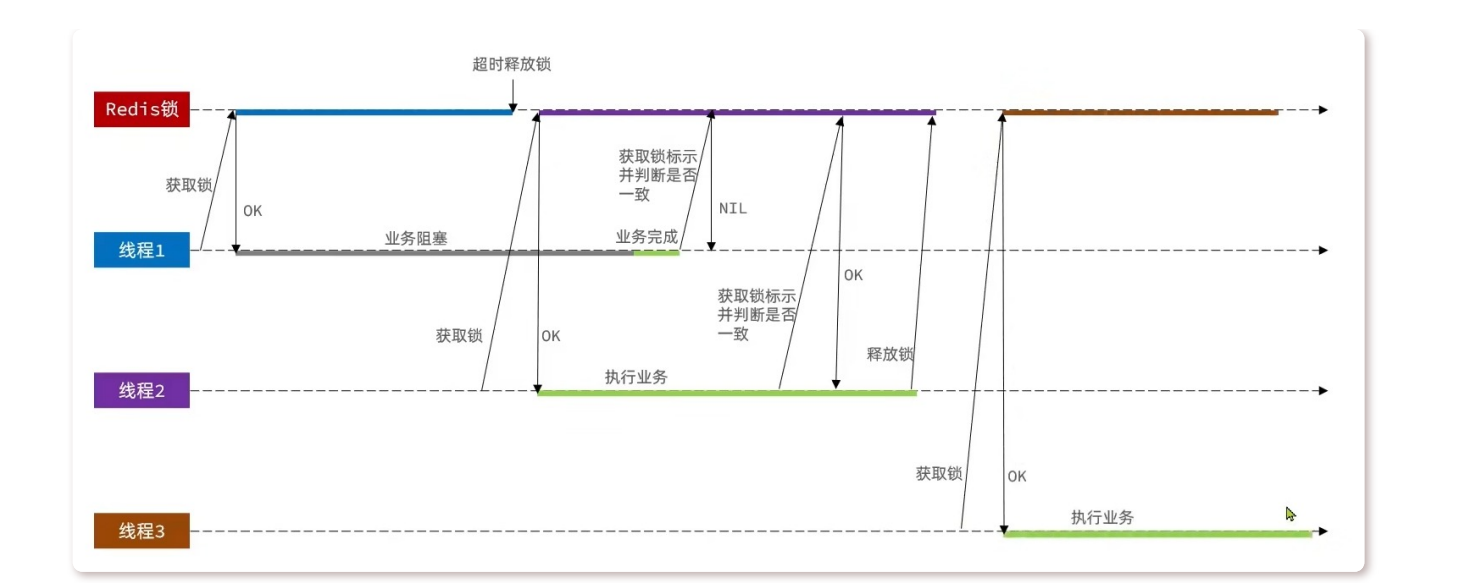 超时释放锁
Redis锁
获取锁标示
并判断是否
一致
获取锁
OK
NIL
业务阻塞
业务完成
线程1
OK
获取锁标示
并判断是否
一致
获取锁
OK
释放锁
执行业务
线程2
获取锁
OK
执行业务
线程3